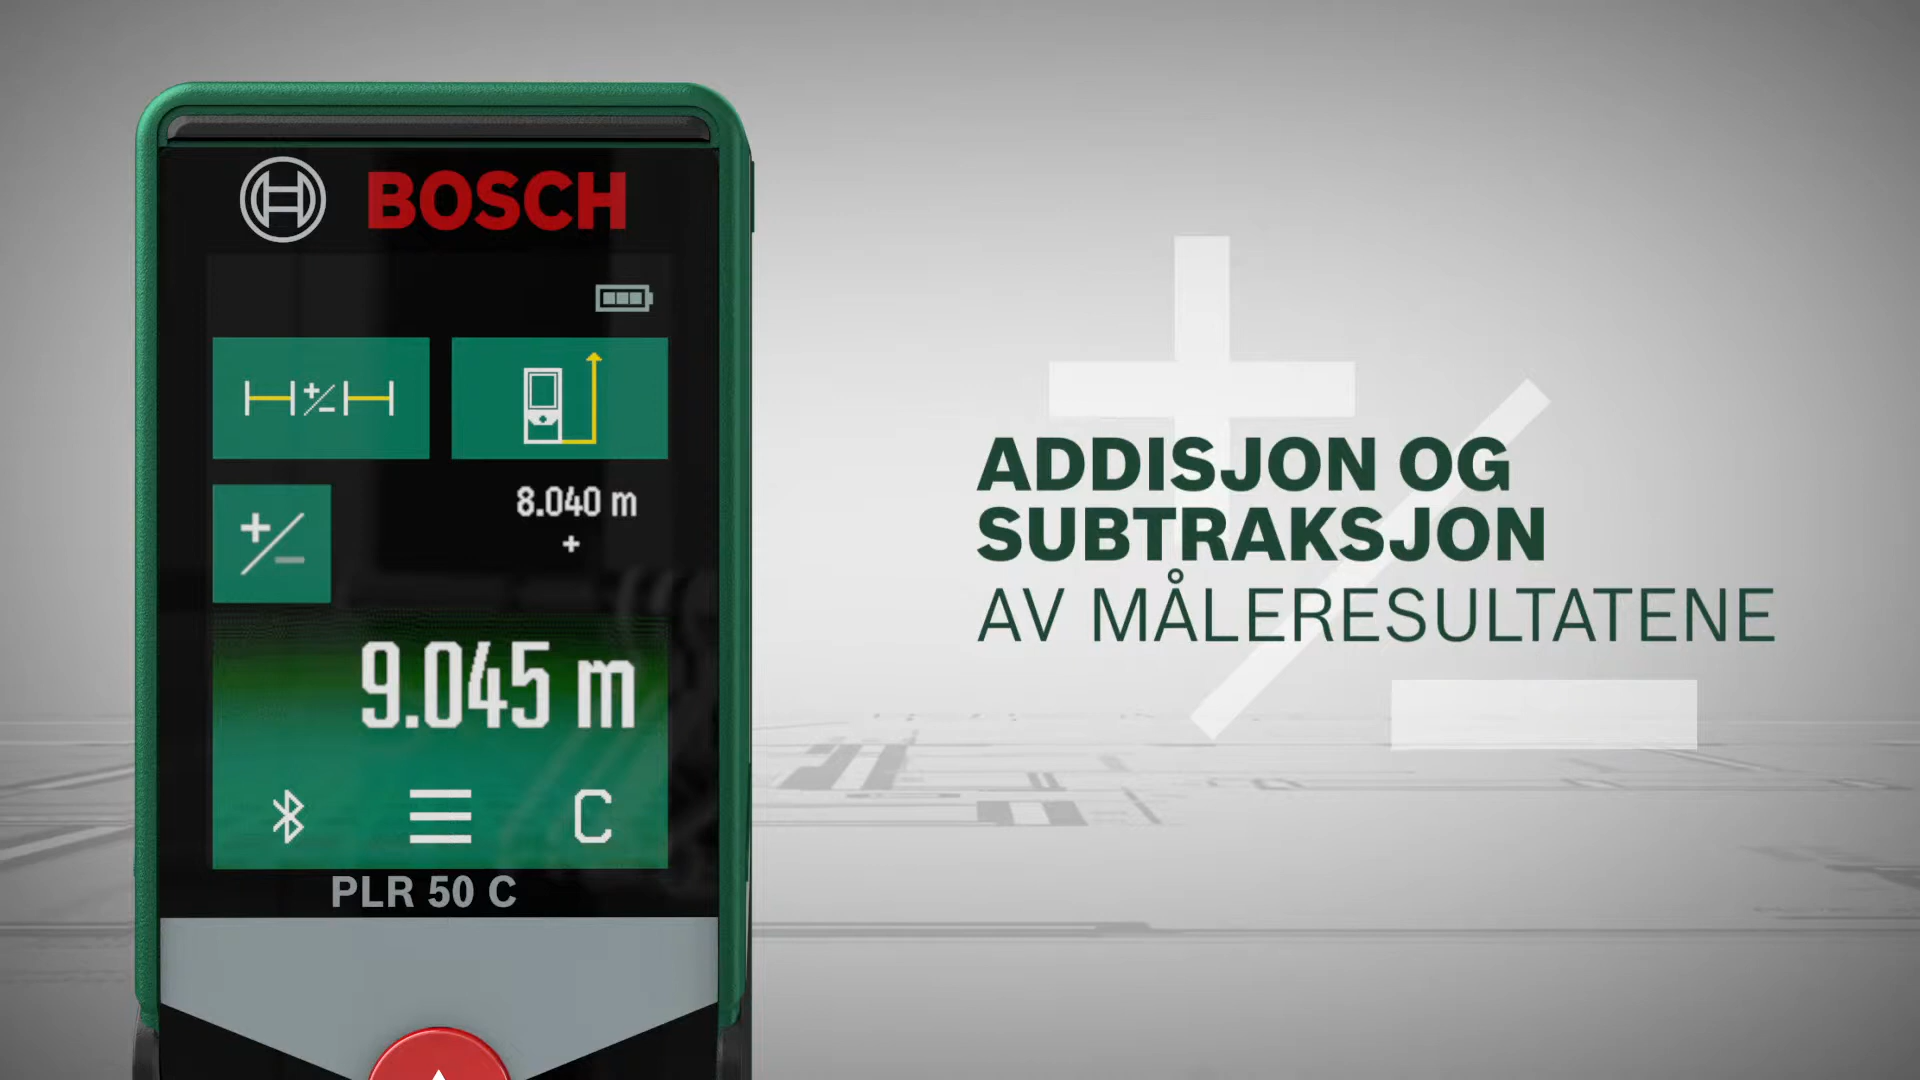 BOSCH
8.040 m
+
+/−
9.045 m
C
PLR 50 C
ADDISJON OG
SUBTRAKSJON
AV MÅLERESULTATENE